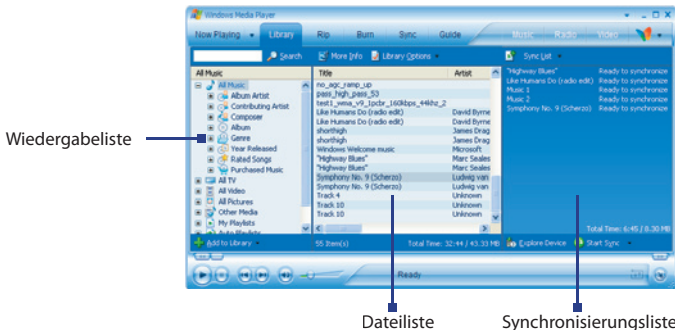 Windows Media Player
Now Playing Library Rip Burn Sync Guide Music Radio Video
Search More Info Library Options Sync List
All Music
All Music
Album Artist
Contributing Artist
Composer
Album
Genre
Year Released
Rated Songs
Purchased Music
All TV
All Video
All Pictures
Other Media
My Playlists
Auto Playlists
Title Artist
no_agc_ramp_up
pass_high_pass_53
test1_wma_v9_1pcbr_160kbps_44khz_2
Like Humans Do (radio edit) David Byrne
Like Humans Do (radio edit) David Byrne
shorthigh James Drag
shorthigh James Drag
Windows Welcome music Microsoft
"Highway Blues" Marc Seales
"Highway Blues" Marc Seales
Symphony No. 9 (Scherzo) Ludwig van
Symphony No. 9 (Scherzo) Ludwig van
Track 4 Unknown
Track 10 Unknown
Track 10 Unknown
"Highway Blues" Ready to synchronize
Like Humans Do (radio edit) Ready to synchronize
Music 1 Ready to synchronize
Music 2 Ready to synchronize
Symphony No. 9 (Scherzo) Ready to synchronize
Total Time: 6:45 / 8.30 MB
Add to Library 55 Item(s) Total Time: 32:44 / 43.33 MB Explore Device Start Sync
Ready
Wiedergabeliste
Dateiliste
Synchronisierungsliste